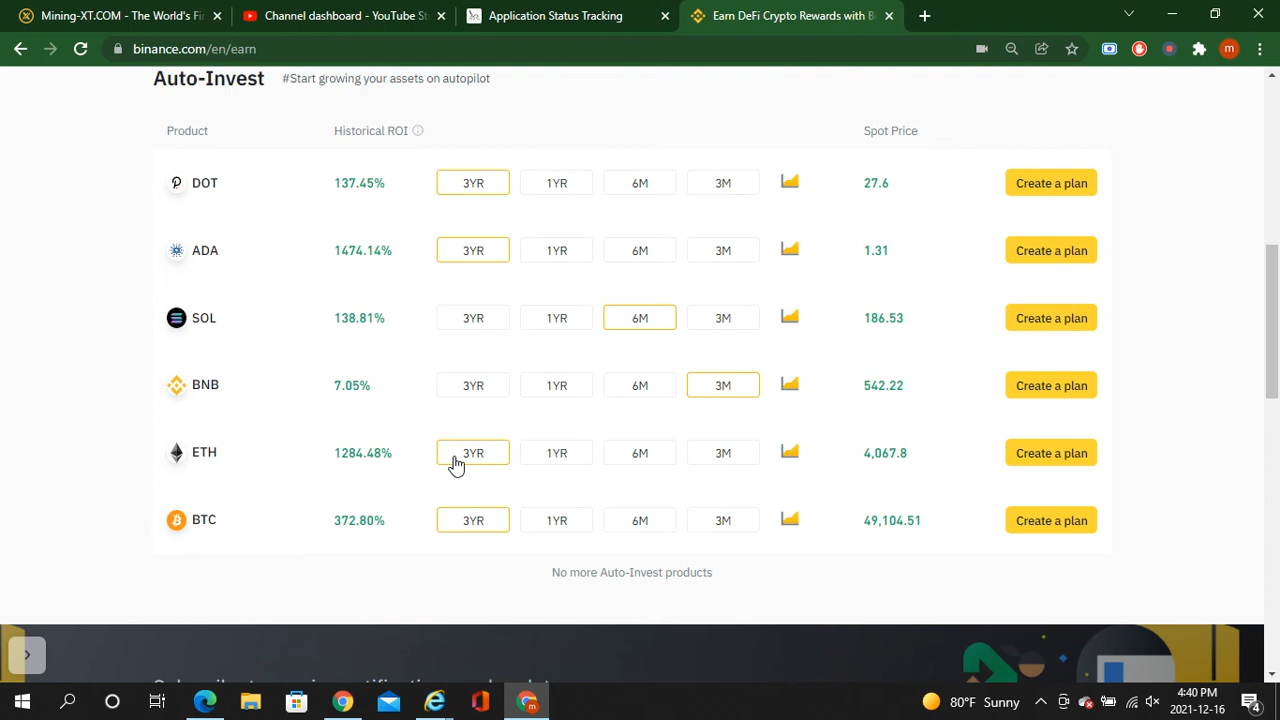 Mining-XT.COM - The World's Fi
Channel dashboard - YouTube St
Application Status Tracking
Earn DeFi Crypto Rewards with B
binance.com/en/earn
m
Auto-Invest #Start growing your assets on autopilot
Product Historical ROI Spot Price
DOT 137.45% 3YR 1YR 6M 3M 27.6 Create a plan
ADA 1474.14% 3YR 1YR 6M 3M 1.31 Create a plan
SOL 138.81% 3YR 1YR 6M 3M 186.53 Create a plan
BNB 7.05% 3YR 1YR 6M 3M 542.22 Create a plan
ETH 1284.48% 3YR 1YR 6M 3M 4,067.8 Create a plan
BTC 372.80% 3YR 1YR 6M 3M 49,104.51 Create a plan
No more Auto-Invest products
80°F Sunny
4:40 PM
2021-12-16
4